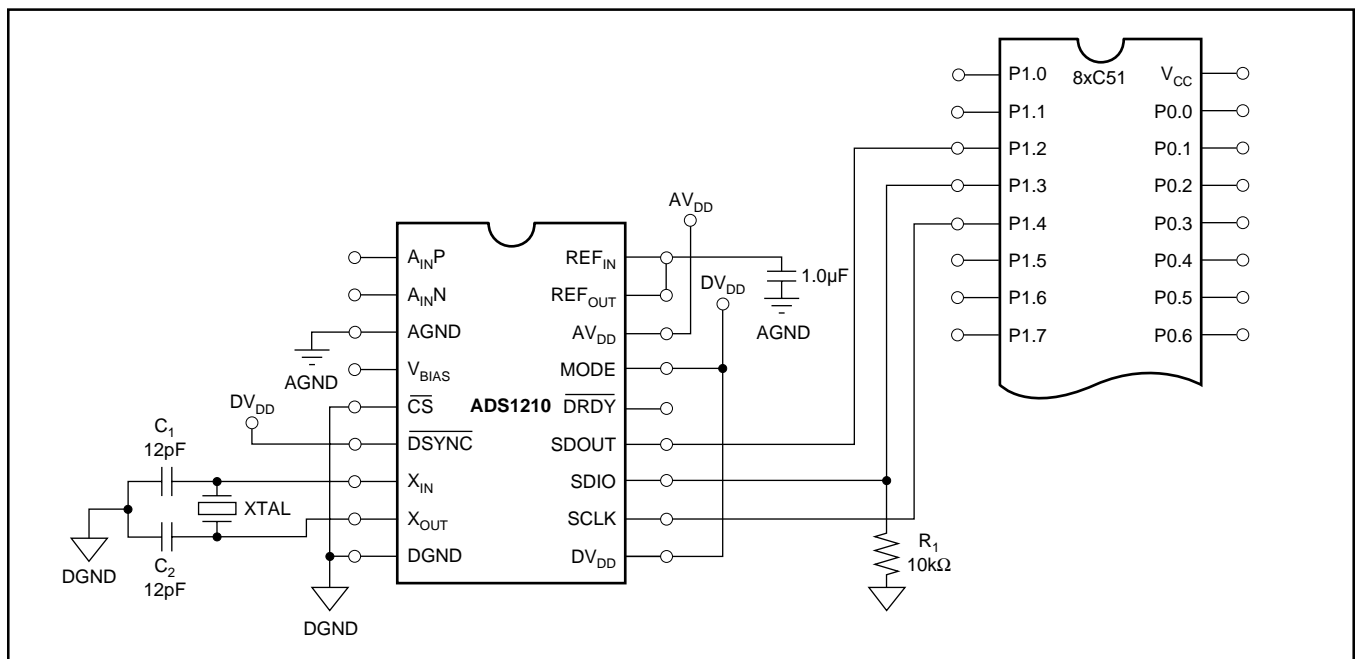 8xC51
P1.0
P1.1
P1.2
P1.3
P1.4
P1.5
P1.6
P1.7
VCC
P0.0
P0.1
P0.2
P0.3
P0.4
P0.5
P0.6
AVDD
DVDD
1.0µF
AGND
ADS1210
AINP
AINN
AGND
VBIAS
CS
DSYNC
XIN
XOUT
DGND
REFIN
REFOUT
AVDD
MODE
DRDY
SDOUT
SDIO
SCLK
DVDD
AGND
DVDD
C1
12pF
XTAL
C2
12pF
DGND
DGND
R1
10kΩ